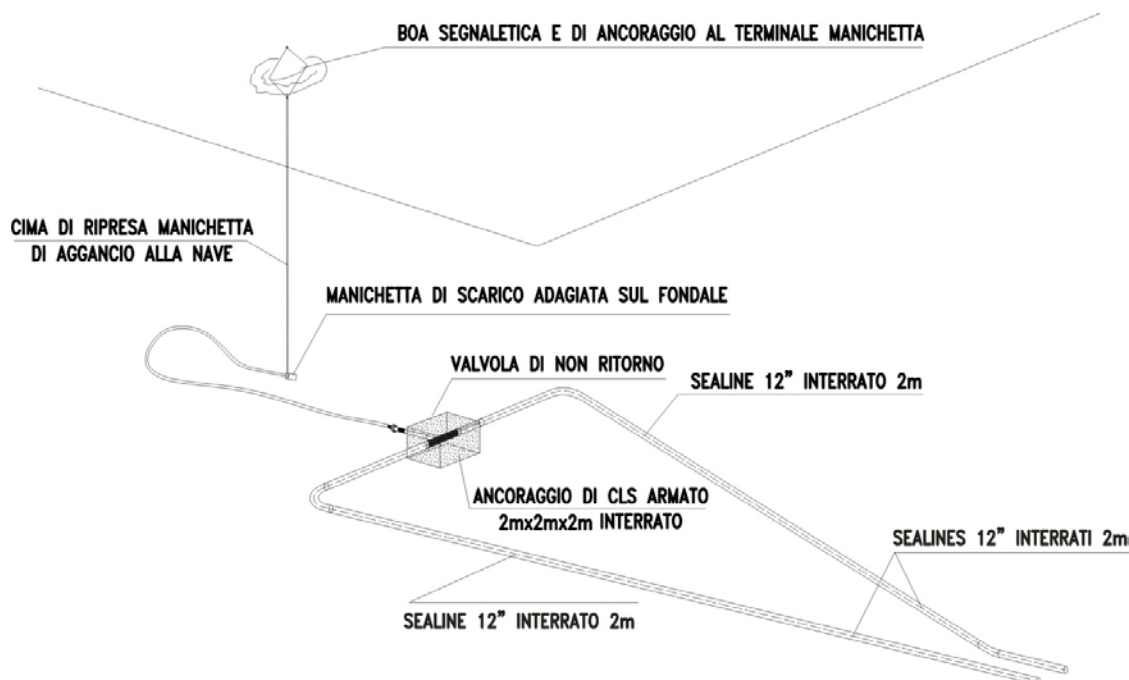 BOA SEGNALETICA E DI ANCORAGGIO AL TERMINALE MANICHETTA
CIMA DI RIPRESA MANICHETTA
DI AGGANCIO ALLA NAVE
MANICHETTA DI SCARICO ADAGIATA SUL FONDALE
VALVOLA DI NON RITORNO
SEALINE 12" INTERRATO 2m
ANCORAGGIO DI CLS ARMATO
2mx2mx2m INTERRATO
SEALINES 12" INTERRATI 2m
SEALINE 12" INTERRATO 2m